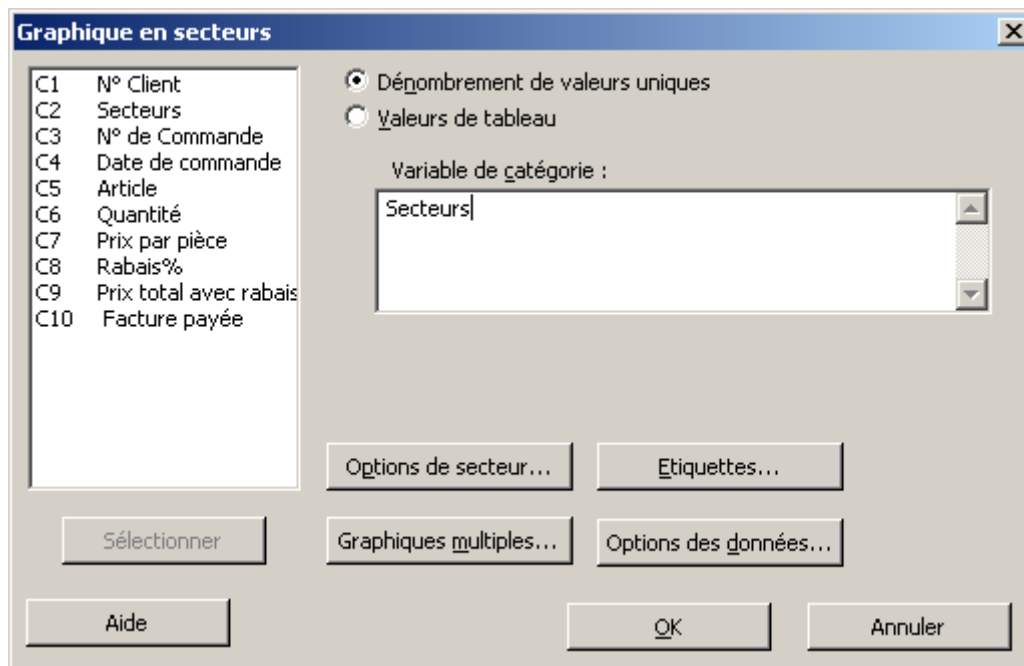 Graphique en secteurs
C1 N° Client
C2 Secteurs
C3 N° de Commande
C4 Date de commande
C5 Article
C6 Quantité
C7 Prix par pièce
C8 Rabais%
C9 Prix total avec rabais
C10 Facture payée
Dénombrement de valeurs uniques
Valeurs de tableau
Variable de catégorie :
Secteurs
Options de secteur...
Etiquettes...
Sélectionner
Graphiques multiples...
Options des données...
Aide
OK
Annuler